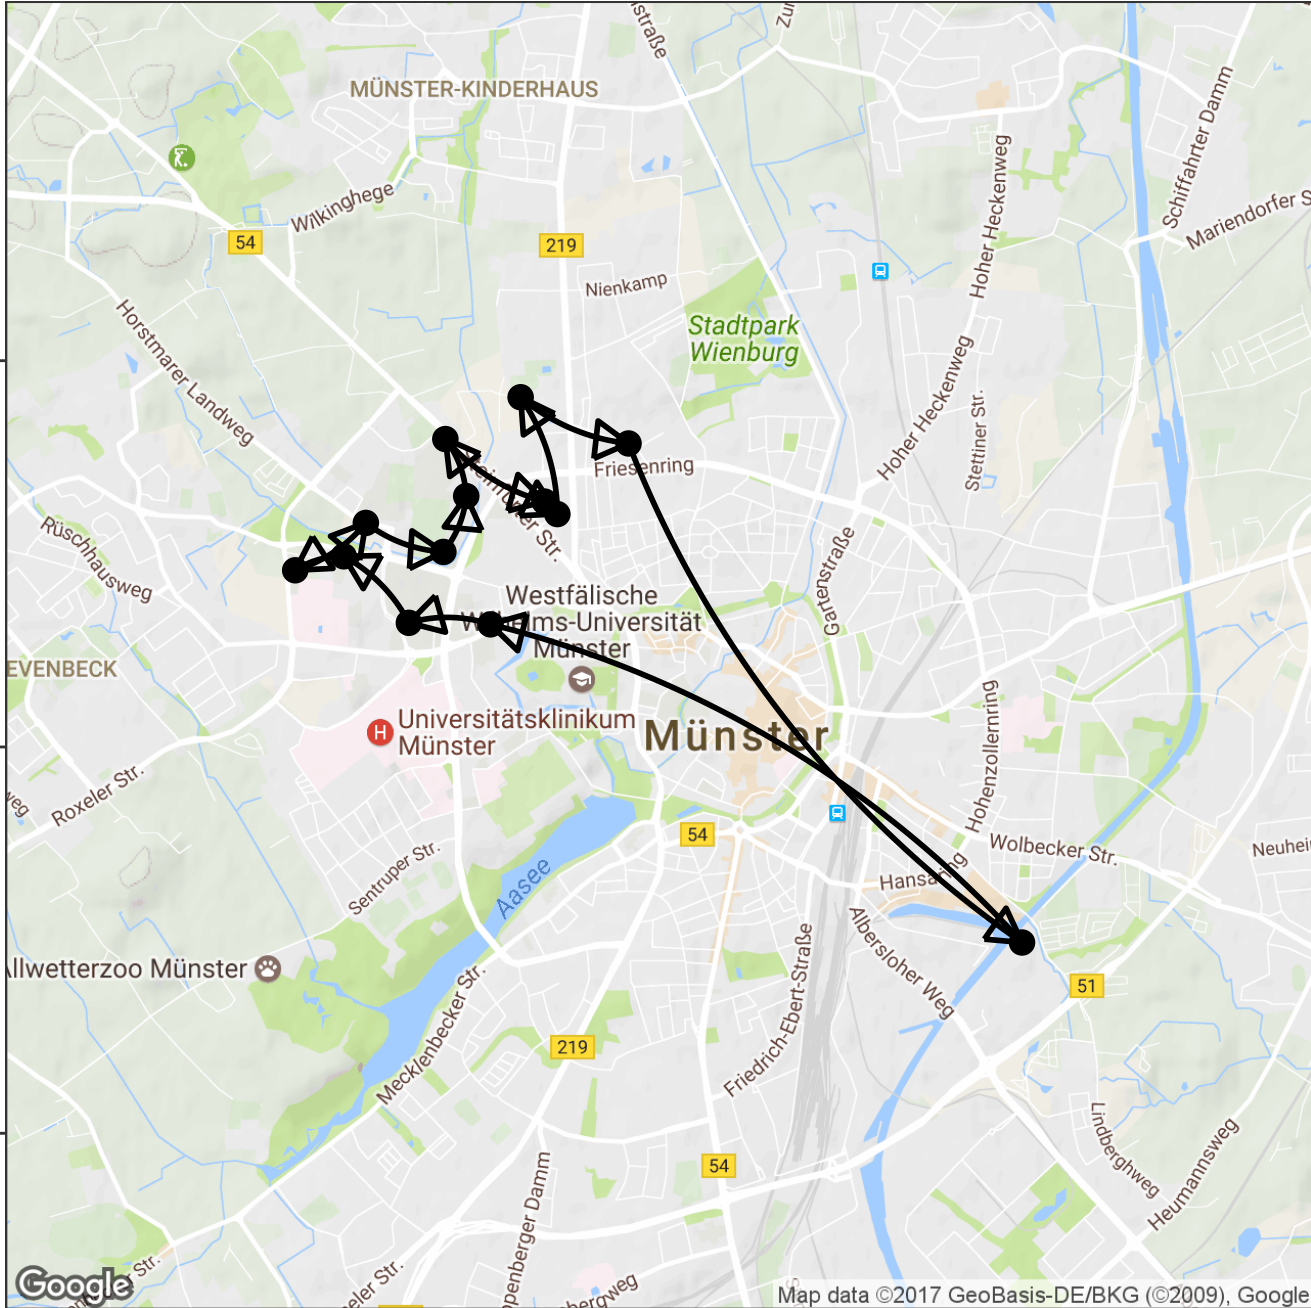 MÜNSTER-KINDERHAUS
Schiffahrter Damm
Wilkinghege
Hoher Heckenweg
54
219
Nienkamp
Horstmarer Landweg
Stadtpark
Wienburg
Hoher Heckenweg
Stettiner Str.
Friesenring
Rüschhausweg
Gartenstraße
Westfälische
Wilhelms-Universität
Münster
EVENBECK
H
Universitätsklinikum
Münster
Münster
Hohenzollernring
Roxeler Str.
54
Wolbecker Str.
Sentruper Str.
Hansaring
Aasee
Albersloher Weg
llwetterzoo Münster
51
Friedrich-Ebert-Straße
Mecklenbecker Str.
219
Lindberghweg
54
Heumannsweg
Google
Map data ©2017 GeoBasis-DE/BKG (©2009), Google